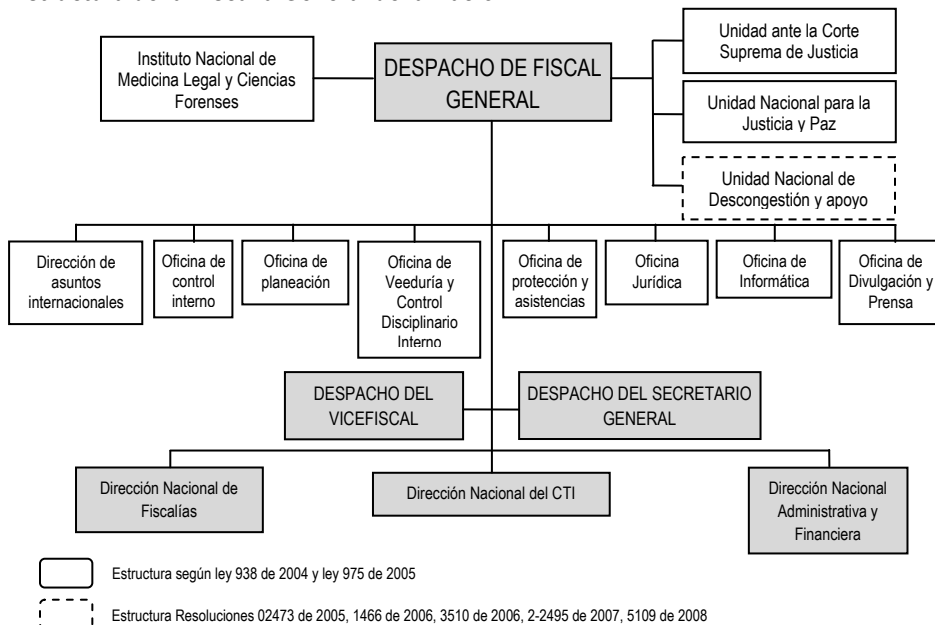 Instituto Nacional de
Medicina Legal y Ciencias
Forenses
DESPACHO DE FISCAL
GENERAL
Unidad ante la Corte
Suprema de Justicia
Unidad Nacional para la
Justicia y Paz
Unidad Nacional de
Descongestión y apoyo
Dirección de
asuntos
internacionales
Oficina de
control
interno
Oficina de
planeación
Oficina de
Veeduría y
Control
Disciplinario
Interno
Oficina de
protección y
asistencias
Oficina
Jurídica
Oficina de
Informática
Oficina de
Divulgación y
Prensa
DESPACHO DEL
VICEFISCAL
DESPACHO DEL SECRETARIO
GENERAL
Dirección Nacional de
Fiscalías
Dirección Nacional del CTI
Dirección Nacional
Administrativa y
Financiera
Estructura según ley 938 de 2004 y ley 975 de 2005
Estructura Resoluciones 02473 de 2005, 1466 de 2006, 3510 de 2006, 2-2495 de 2007, 5109 de 2008